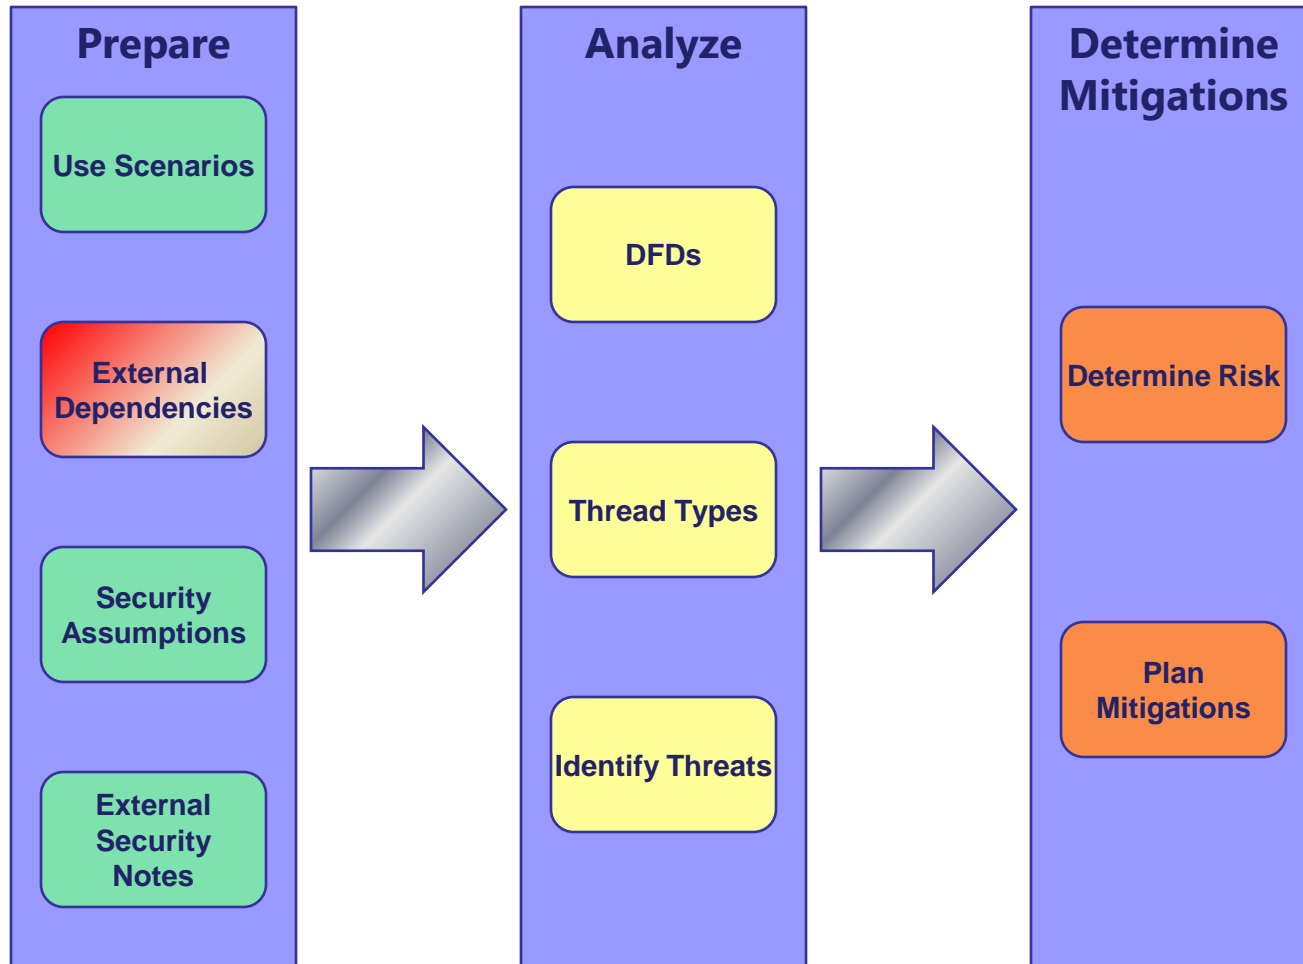 Prepare
Use Scenarios
External
Dependencies
Security
Assumptions
External
Security
Notes
Analyze
DFDs
Thread Types
Identify Threats
Determine
Mitigations
Determine Risk
Plan
Mitigations